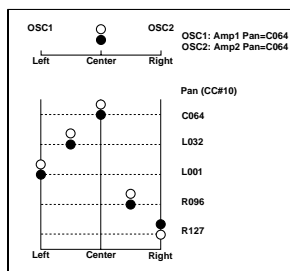 OSC1 OSC2
OSC1: Amp1 Pan=C064
OSC2: Amp2 Pan=C064
Left Center Right
Pan (CC#10)
C064
L032
L001
R096
R127
Left Center Right